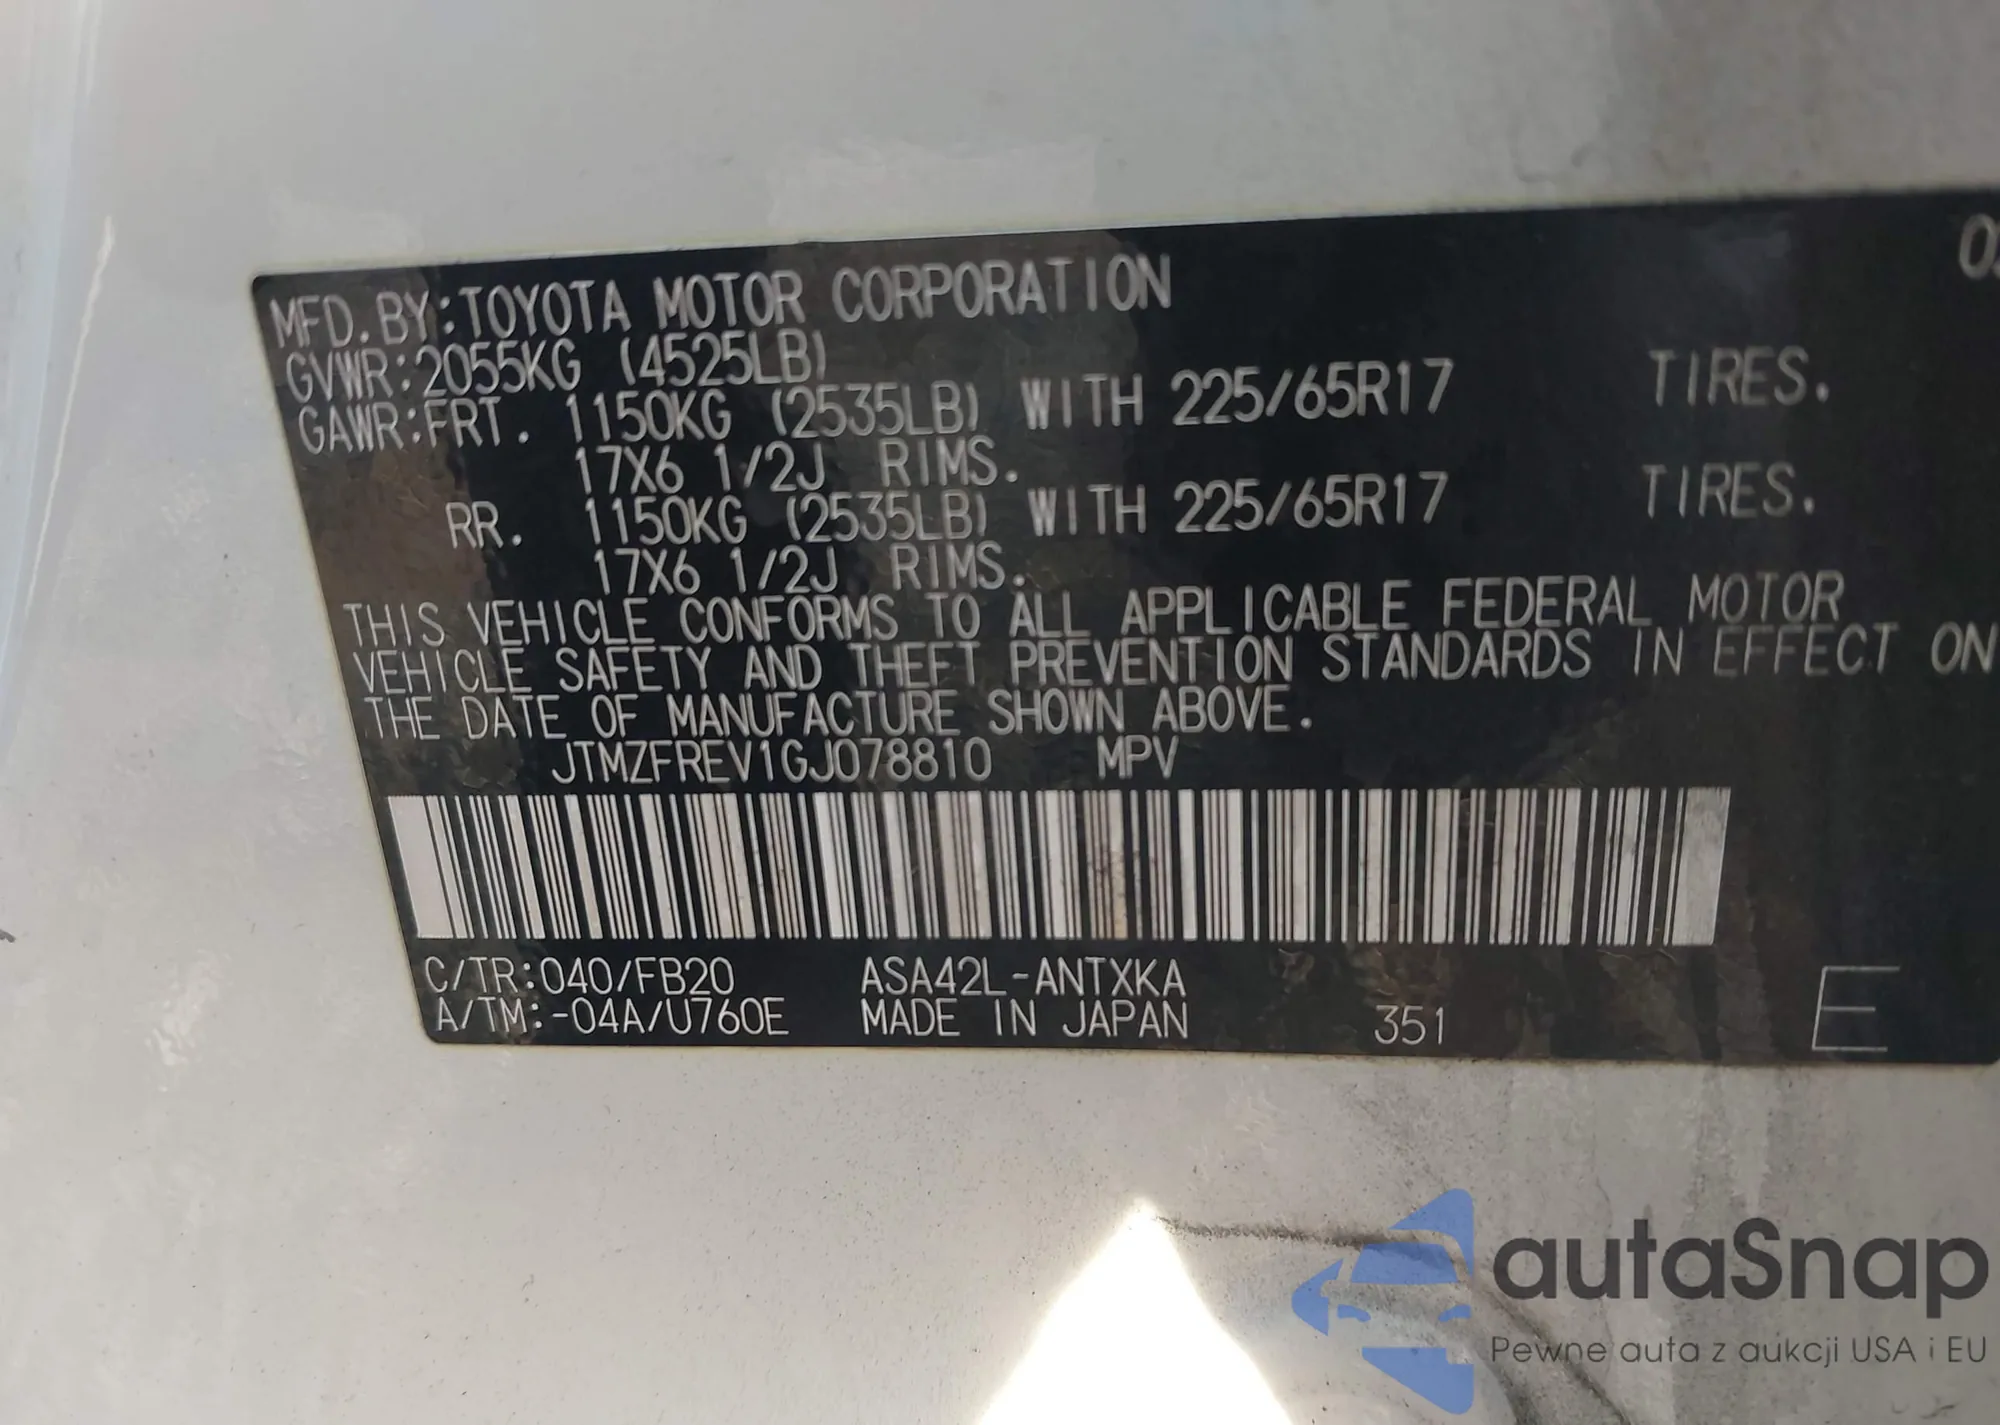 MFD.BY:TOYOTA MOTOR CORPORATION
GVWR:2055KG (4525LB)
GAWR:FRT. 1150KG (2535LB) WITH 225/65R17 TIRES.
17X6 1/2J RIMS.
RR. 1150KG (2535LB) WITH 225/65R17 TIRES.
17X6 1/2J RIMS.
THIS VEHICLE CONFORMS TO ALL APPLICABLE FEDERAL MOTOR
VEHICLE SAFETY AND THEFT PREVENTION STANDARDS IN EFFECT ON
THE DATE OF MANUFACTURE SHOWN ABOVE.
JTMZFREV1GJ078810 MPV
C/TR:040/FB20 ASA42L-ANTXKA
A/TM:-04A/U760E MADE IN JAPAN 351 E
autaSnap
Pewne auta z aukcji USA i EU